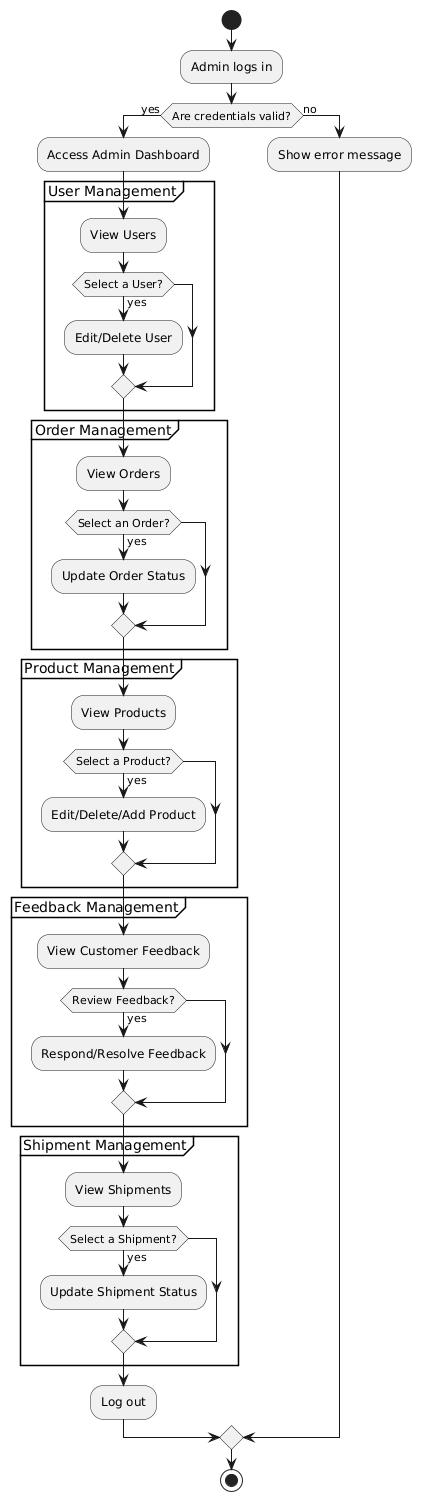 Admin logs in
yes
Are credentials valid?
no
Access Admin Dashboard
Show error message
User Management
View Users
Select a User?
yes
Edit/Delete User
Order Management
View Orders
Select an Order?
yes
Update Order Status
Product Management
View Products
Select a Product?
yes
Edit/Delete/Add Product
Feedback Management
View Customer Feedback
Review Feedback?
yes
Respond/Resolve Feedback
Shipment Management
View Shipments
Select a Shipment?
yes
Update Shipment Status
Log out